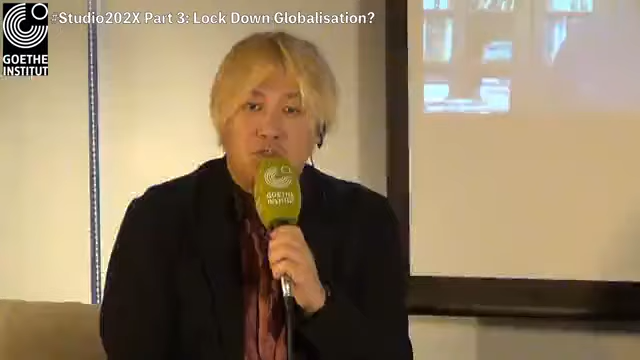 #Studio202X Part 3: Lock Down Globalisation?
GOETHE
INSTITUT
GOETHE
INSTITUT